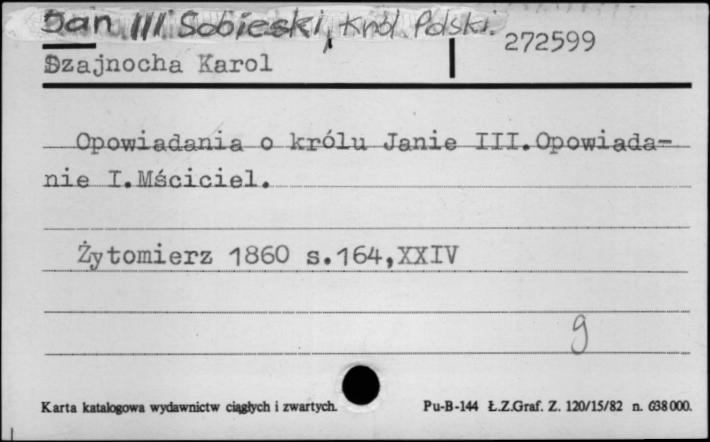 Jan III Sobieski, Król Polski.
272599
Szajnocha Karol
Opowiadania o królu Janie III.Opowiada-
nie I.Mściciel.
Żytomierz 1860 s.164,XXIV
g
Karta katalogowa wydawnictw ciągłych i zwartych. Pu-B-144 Ł.Z.Graf. Z. 120/15/82 n. 638000.